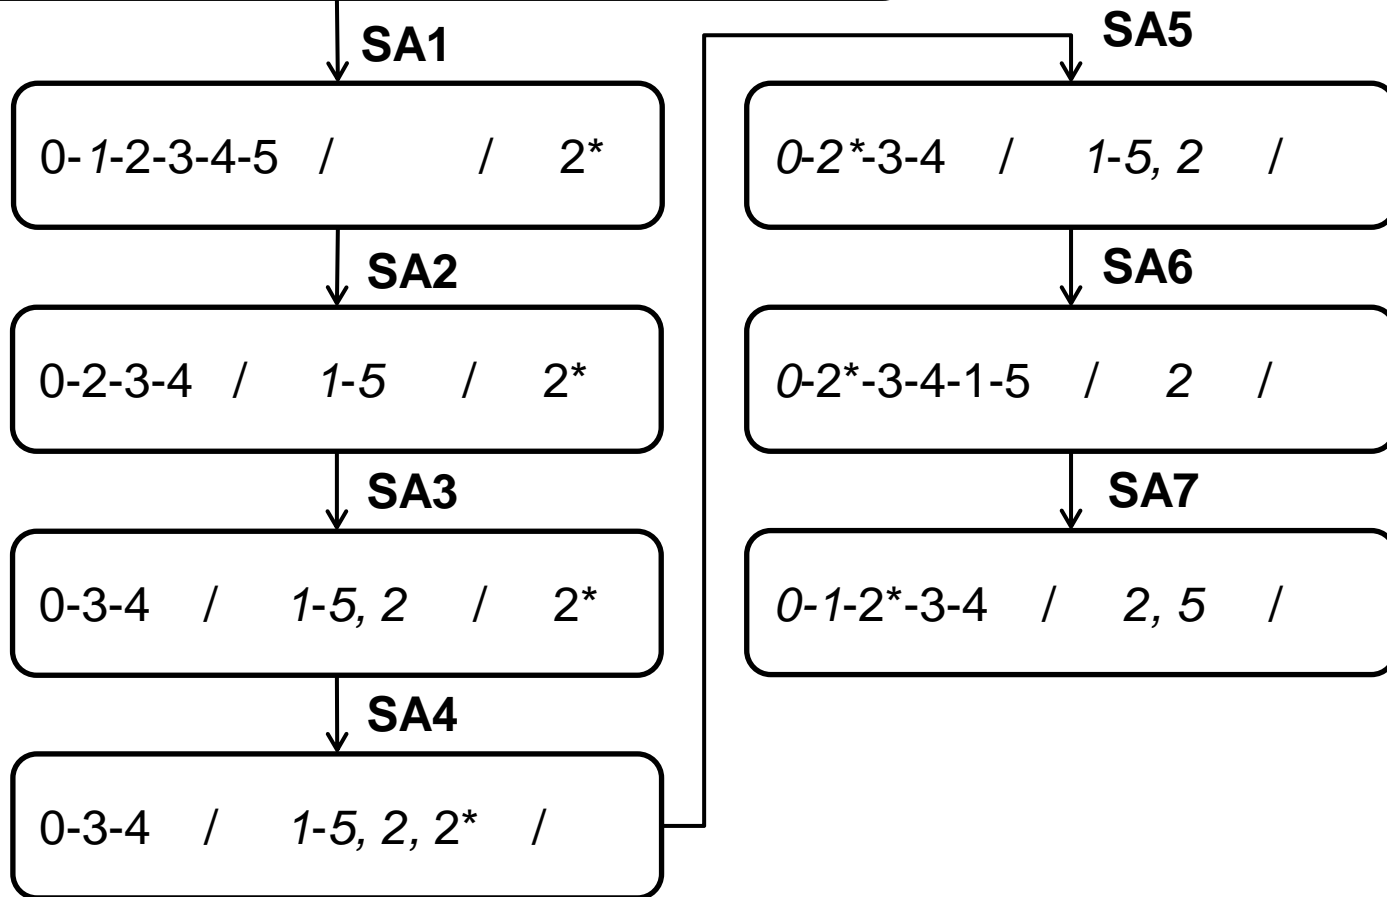 SA1
0-1-2-3-4-5 / / 2*
SA2
0-2-3-4 / 1-5 / 2*
SA3
0-3-4 / 1-5, 2 / 2*
SA4
0-3-4 / 1-5, 2, 2* /
SA5
0-2*-3-4 / 1-5, 2 /
SA6
0-2*-3-4-1-5 / 2 /
SA7
0-1-2*-3-4 / 2, 5 /